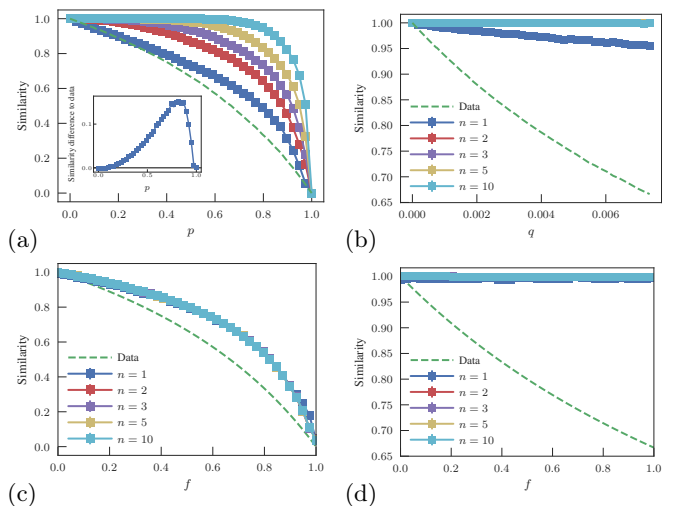 1.0
0.8
0.6
0.4
0.2
0.0
Similarity
0.0 0.2 0.4 0.6 0.8 1.0
p
Similarity difference to data
0.1
0.0
0.0 0.5 1.0
p
(a)
1.00
0.95
0.90
0.85
0.80
0.75
0.70
0.65
Similarity
Data
n = 1
n = 2
n = 3
n = 5
n = 10
0.000 0.002 0.004 0.006
q
(b)
1.0
0.8
0.6
0.4
0.2
0.0
Similarity
Data
n = 1
n = 2
n = 3
n = 5
n = 10
0.0 0.2 0.4 0.6 0.8 1.0
f
(c)
1.00
0.95
0.90
0.85
0.80
0.75
0.70
0.65
Similarity
Data
n = 1
n = 2
n = 3
n = 5
n = 10
0.0 0.2 0.4 0.6 0.8 1.0
f
(d)